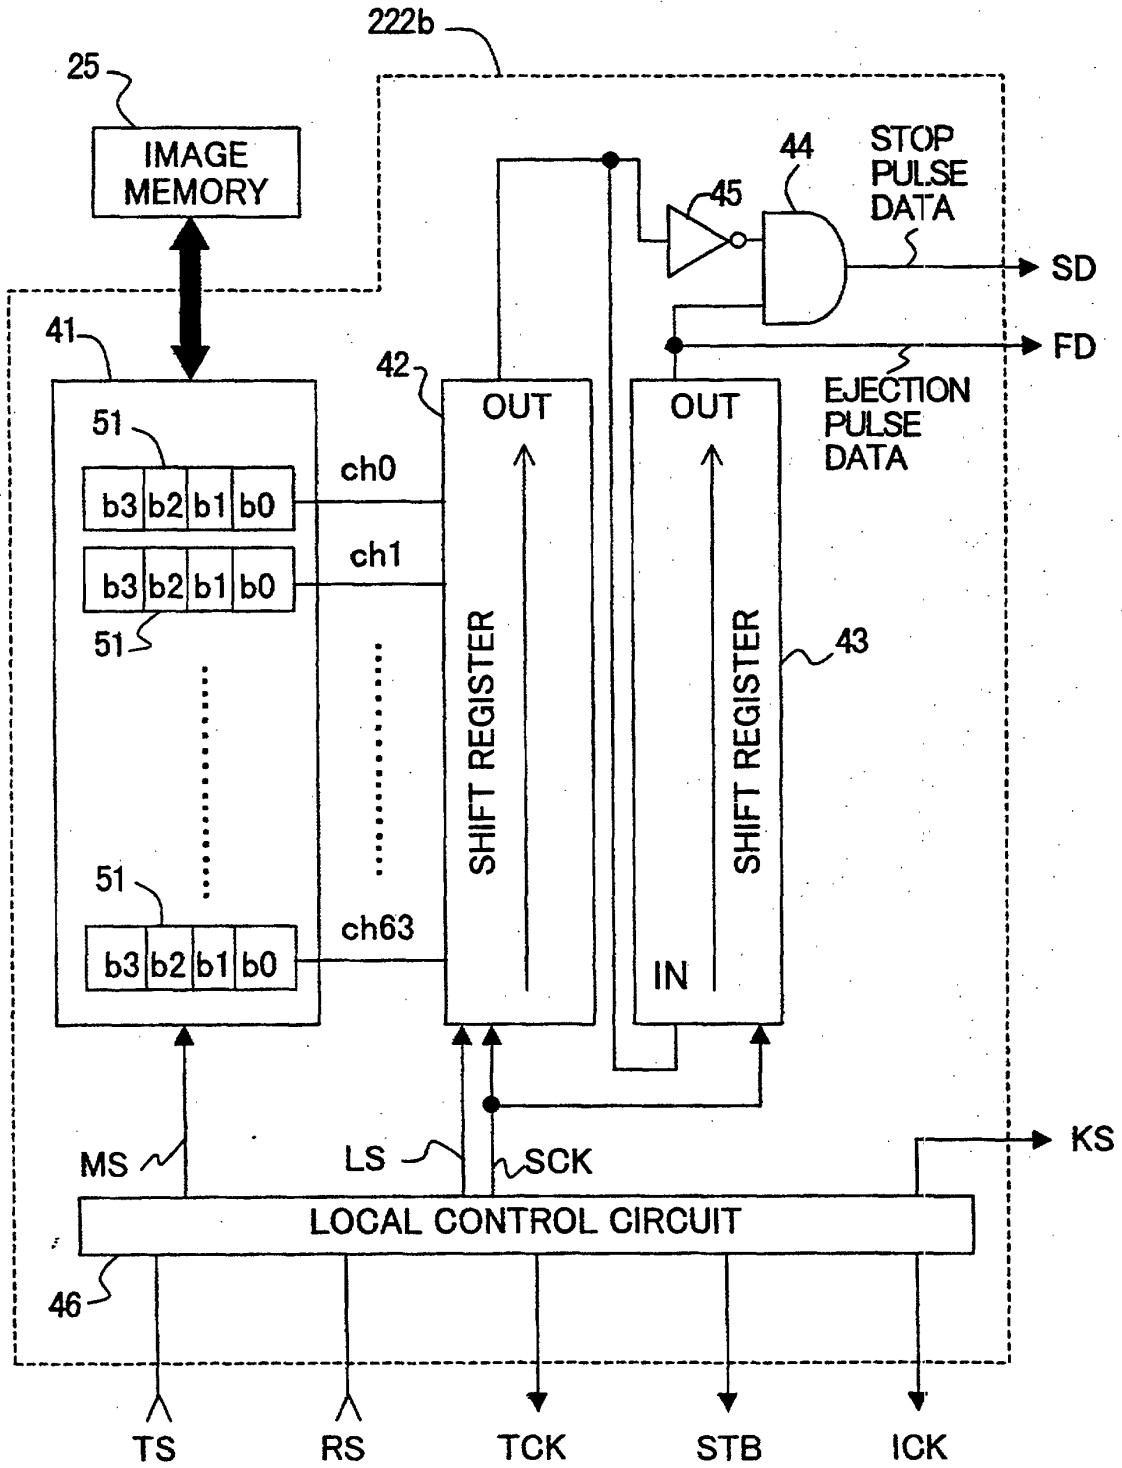 222b
25
IMAGE
MEMORY
45
44
STOP
PULSE
DATA
SD
FD
EJECTION
PULSE
DATA
41
42
43
OUT
OUT
51
b3 b2 b1 b0
ch0
b3 b2 b1 b0
ch1
51
SHIFT REGISTER
SHIFT REGISTER
51
b3 b2 b1 b0
ch63
IN
MS
LS
SCK
KS
LOCAL CONTROL CIRCUIT
46
TS
RS
TCK
STB
ICK